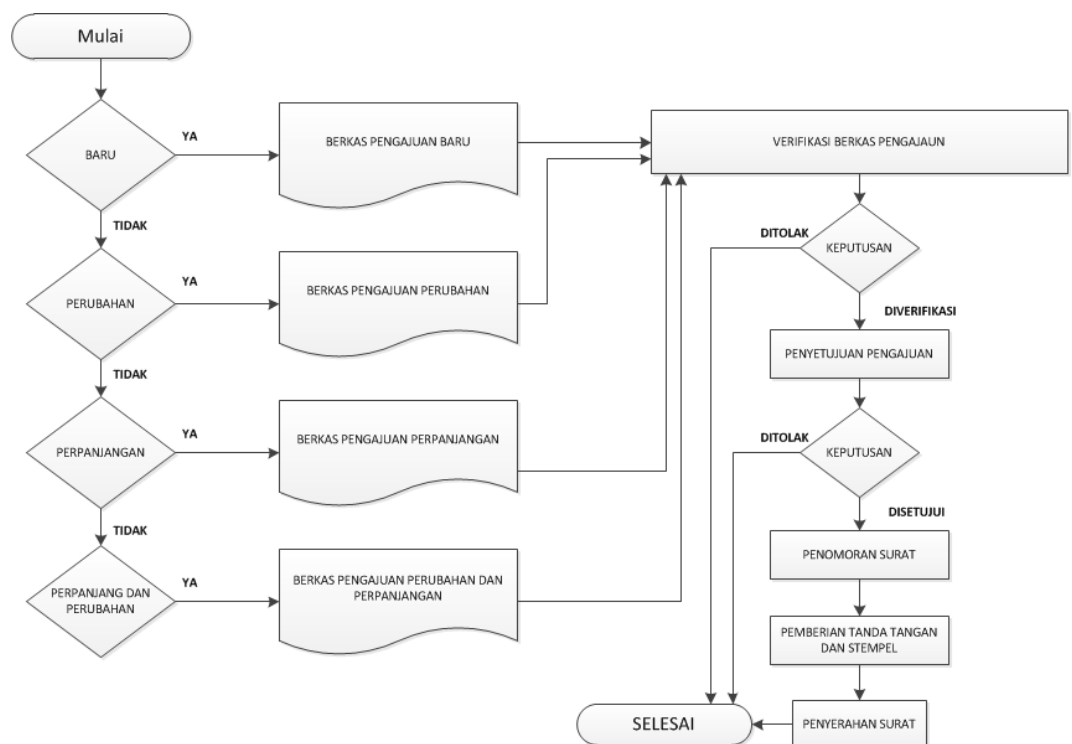 Mulai
BARU
YA
BERKAS PENGAJUAN BARU
VERIFIKASI BERKAS PENGAJAUN
TIDAK
DITOLAK
KEPUTUSAN
PERUBAHAN
YA
BERKAS PENGAJUAN PERUBAHAN
DIVERIFIKASI
PENYETUJUAN PENGAJUAN
TIDAK
PERPANJANGAN
YA
BERKAS PENGAJUAN PERPANJANGAN
DITOLAK
KEPUTUSAN
DISETUJUI
TIDAK
PENOMORAN SURAT
PERPANJANG DAN
PERUBAHAN
YA
BERKAS PENGAJUAN PERUBAHAN DAN
PERPANJANGAN
PEMBERIAN TANDA TANGAN
DAN STEMPEL
PENYERAHAN SURAT
SELESAI